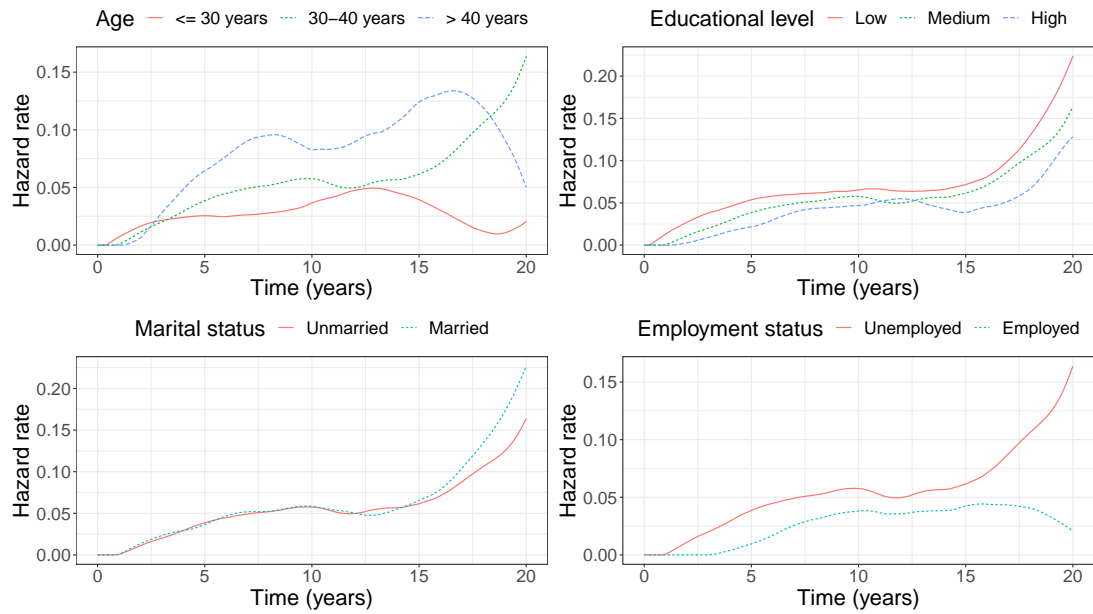 Age <= 30 years 30−40 years > 40 years
Hazard rate
0.15
0.10
0.05
0.00
0 5 10 15 20
Time (years)
Educational level Low Medium High
Hazard rate
0.20
0.15
0.10
0.05
0.00
0 5 10 15 20
Time (years)
Marital status Unmarried Married
Hazard rate
0.20
0.15
0.10
0.05
0.00
0 5 10 15 20
Time (years)
Employment status Unemployed Employed
Hazard rate
0.15
0.10
0.05
0.00
0 5 10 15 20
Time (years)